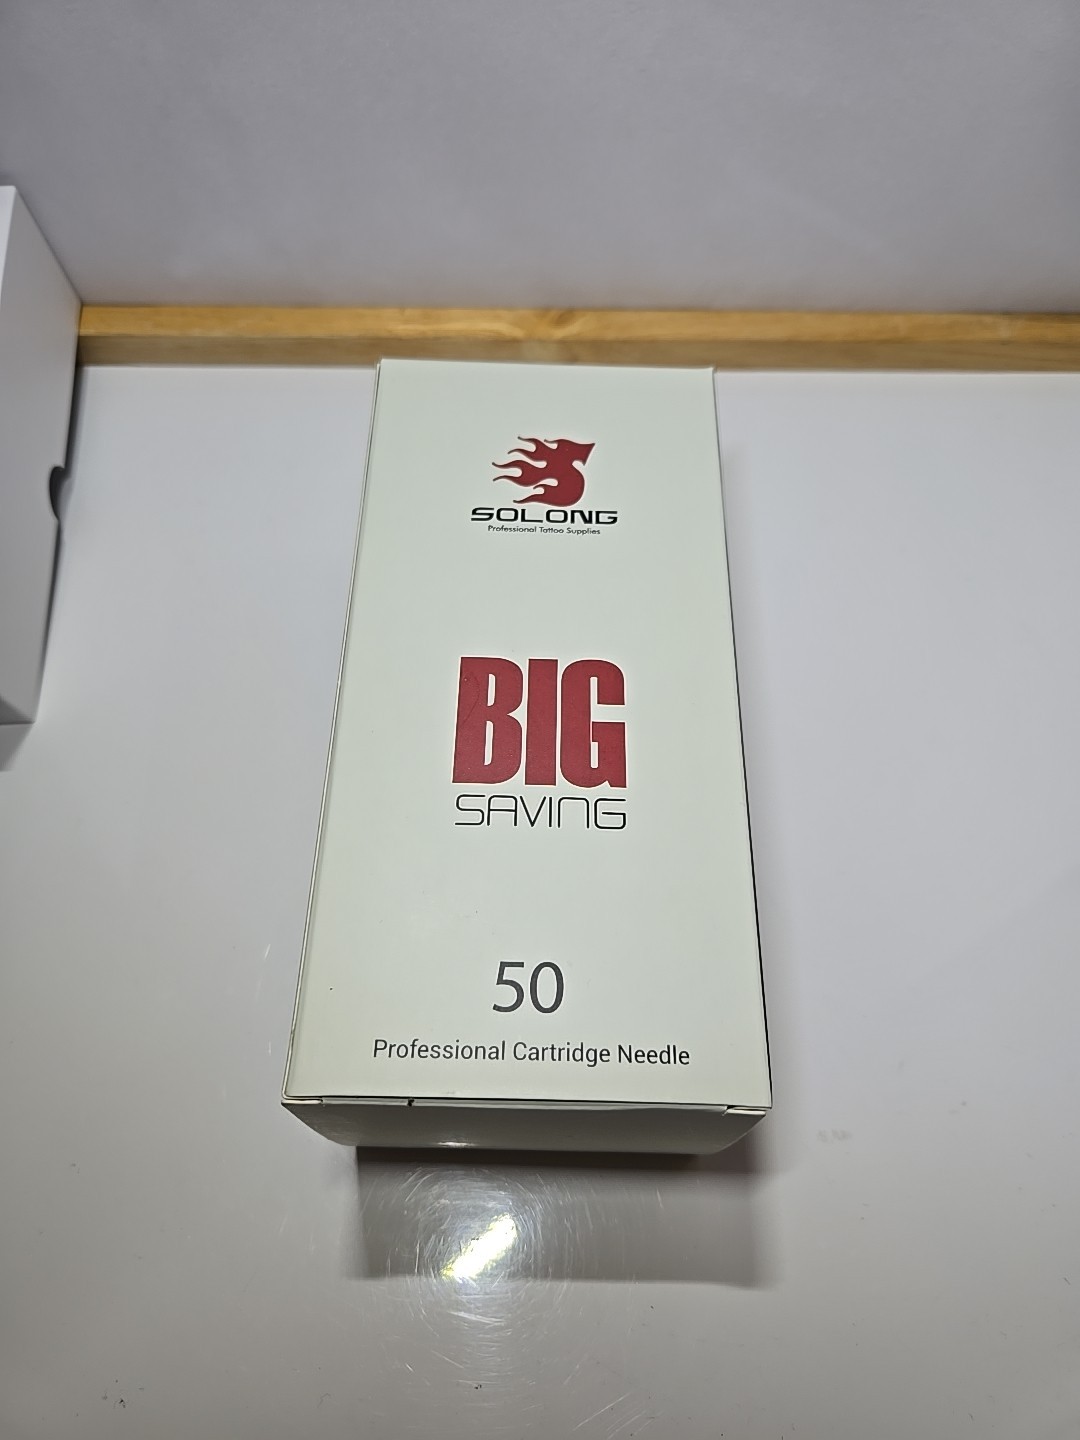 SOLONG
Professional Tattoo Supplies
BIG
SAVING
50
Professional Cartridge Needle